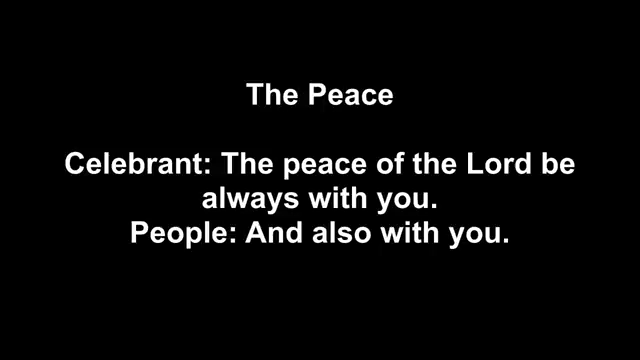 The Peace
Celebrant: The peace of the Lord be
always with you.
People: And also with you.